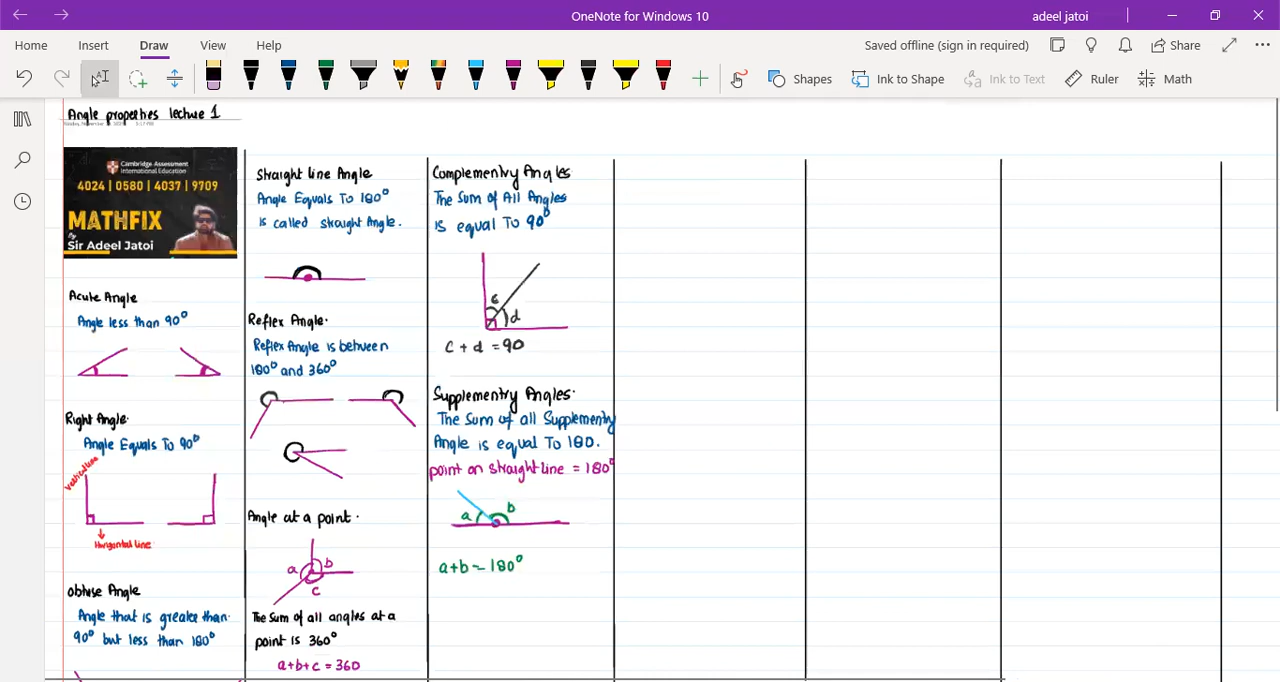 OneNote for Windows 10
adeel jatoi
Home
Insert
Draw
View
Help
Saved offline (sign in required)
Share
Shapes
Ink to Shape
Ink to Text
Ruler
Math
Angle properties lecture 1
Cambridge Assessment
International Education
4024 | 0580 | 4037 | 9709
MATHFIX
By
Sir Adeel Jatoi
Acute Angle
Angle less than 90°
Right Angle.
Angle Equals To 90°
Vertical line
Horigontal line
obtuse Angle
Angle that is greater than.
90° but less than 180°
Straight line Angle
Angle Equals To 180°
is called straight Angle.
Reflex Angle.
Reflex Angle is between
180° and 360°
Angle at a point.
a b
c
The Sum of all angles at a
point is 360°
a+b+c = 360
Complementry Angles
The Sum of All Angles
is equal To 90°
c
d
c + d = 90
Supplementry Angles.
The Sum of all Supplementry
Angle is equal To 180.
point on straight line = 180°
a b
a+b = 180°